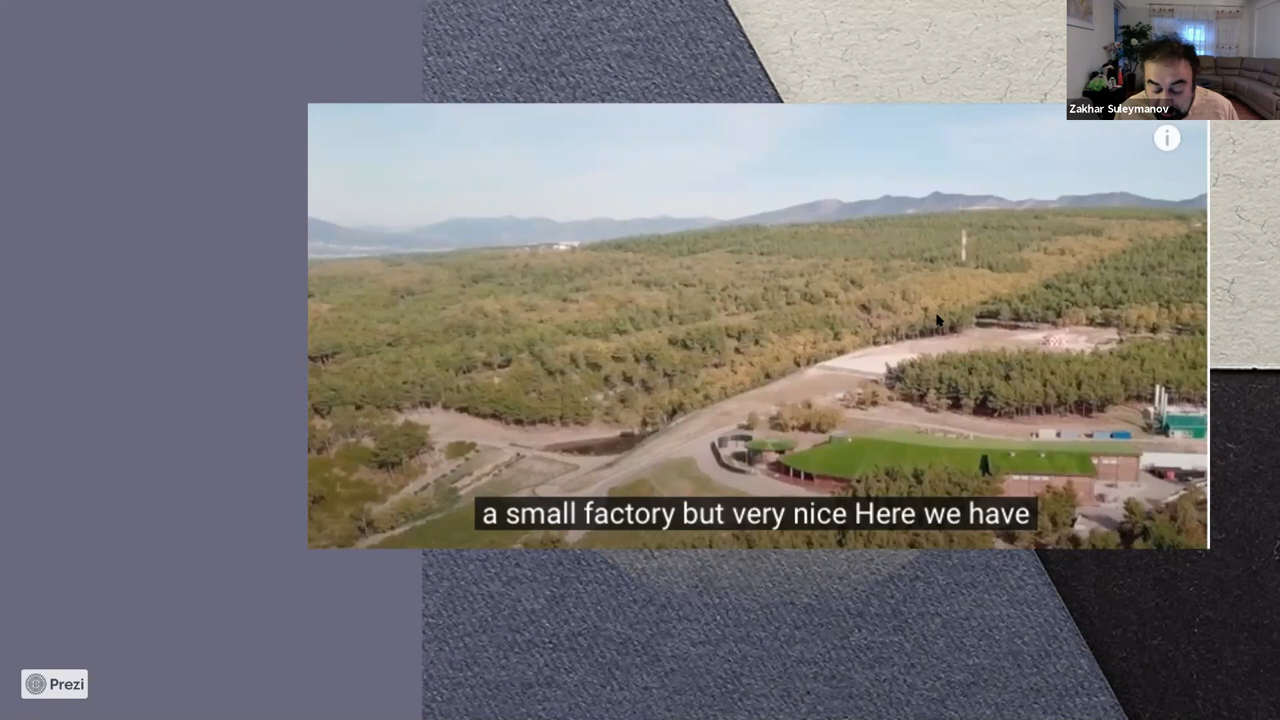 Zakhar Suleymanov
i
a small factory but very nice Here we have
Prezi